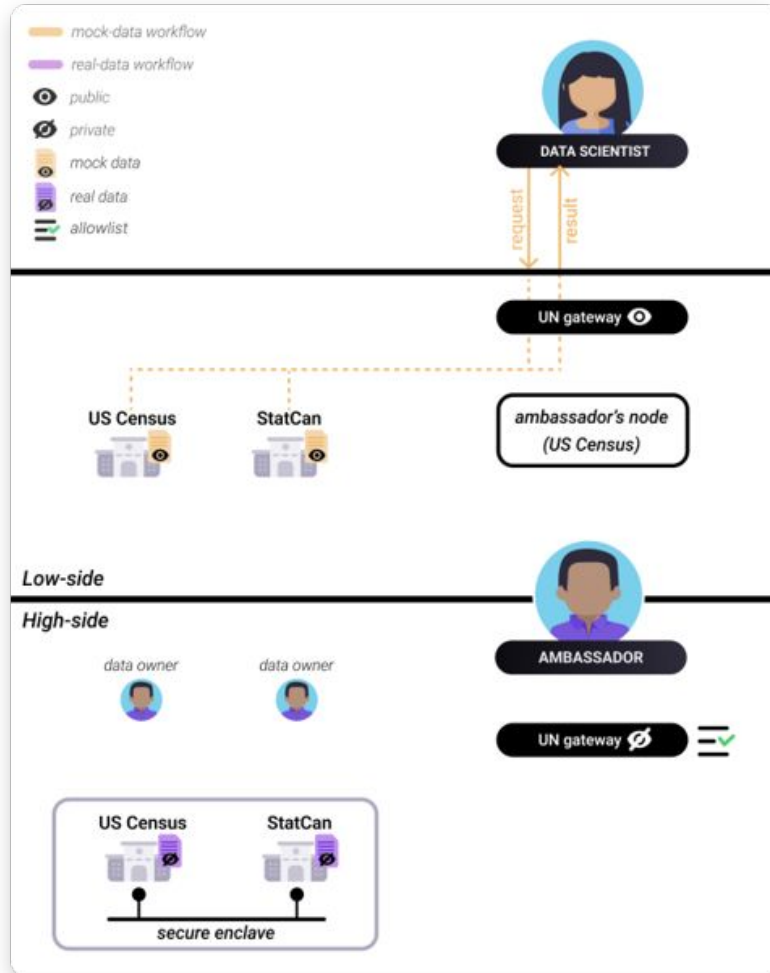 mock-data workflow
real-data workflow
public
private
mock data
real data
allowlist
DATA SCIENTIST
request
result
UN gateway
US Census
StatCan
ambassador's node
(US Census)
Low-side
High-side
data owner
data owner
AMBASSADOR
UN gateway
US Census
StatCan
secure enclave